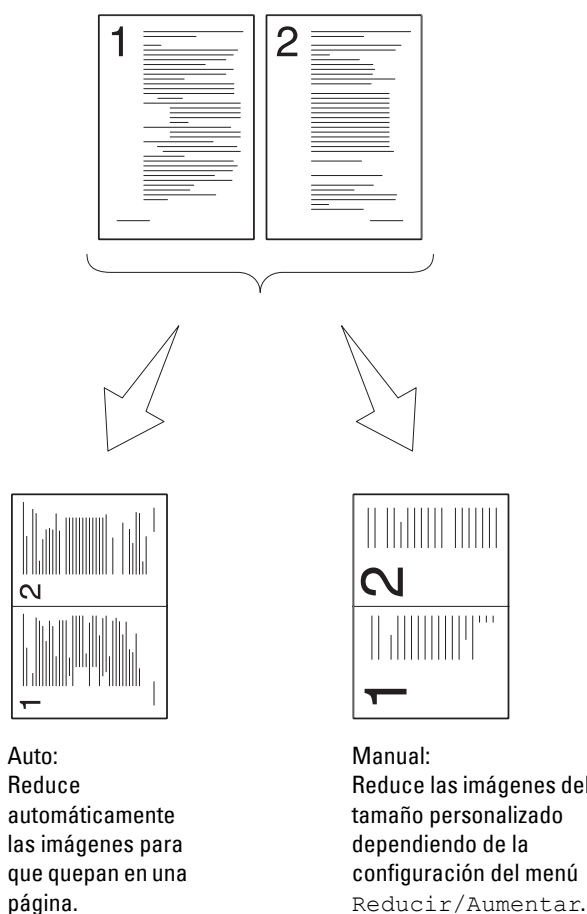 1 2
2 2
1 1
Auto:
Reduce
automáticamente
las imágenes para
que quepan en una
página.
Manual:
Reduce las imágenes del
tamaño personalizado
dependiendo de la
configuración del menú
Reducir/Aumentar.